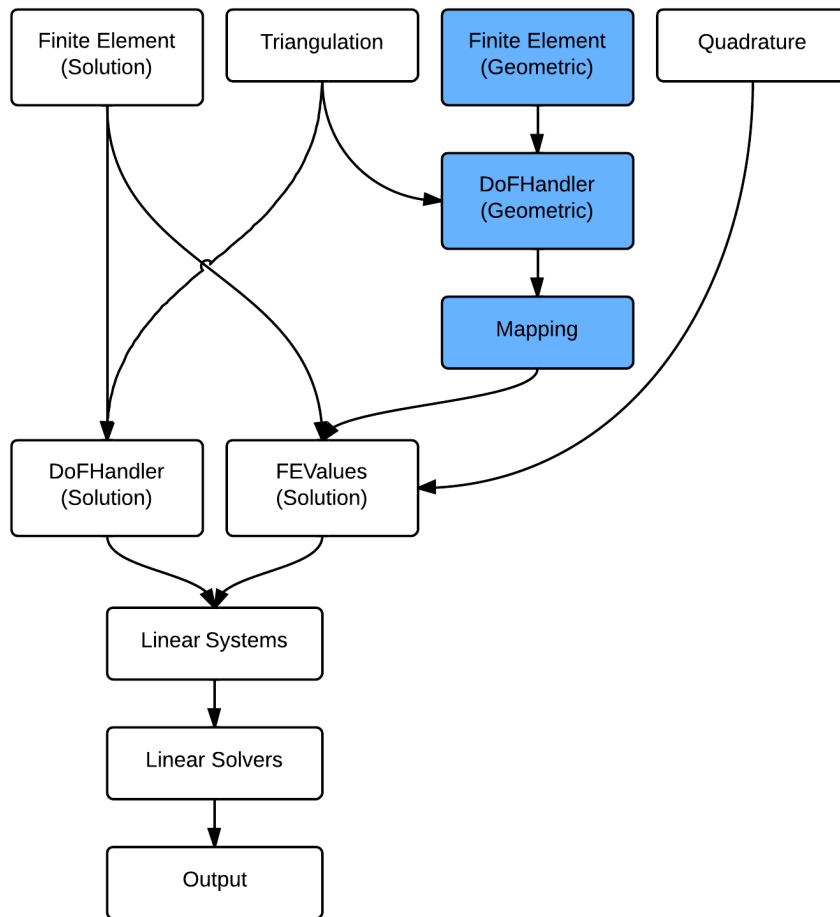 Finite Element
(Solution)
Triangulation
Finite Element
(Geometric)
Quadrature
DoFHandler
(Geometric)
Mapping
DoFHandler
(Solution)
FEValues
(Solution)
Linear Systems
Linear Solvers
Output